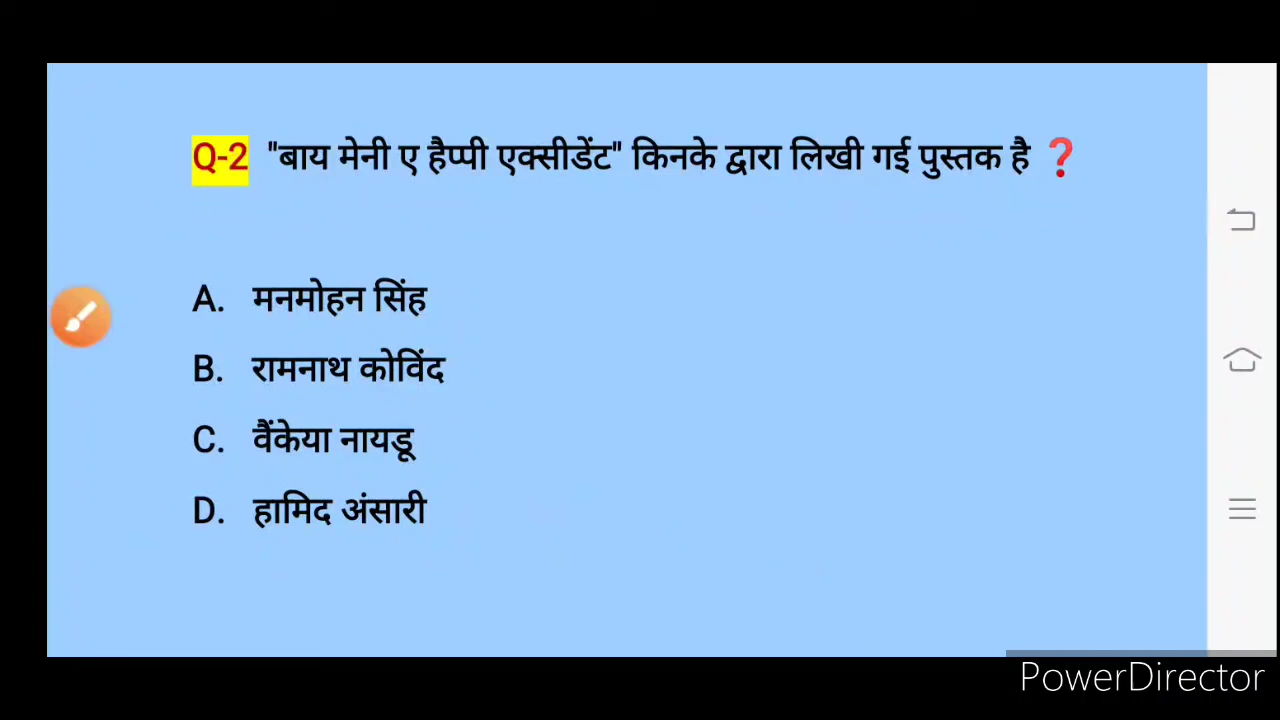 Q-2 "बाय मेनी ए हैप्पी एक्सीडेंट" किनके द्वारा लिखी गई पुस्तक है ❓
A. मनमोहन सिंह
B. रामनाथ कोविंद
C. वैंकेया नायडू
D. हामिद अंसारी
PowerDirector